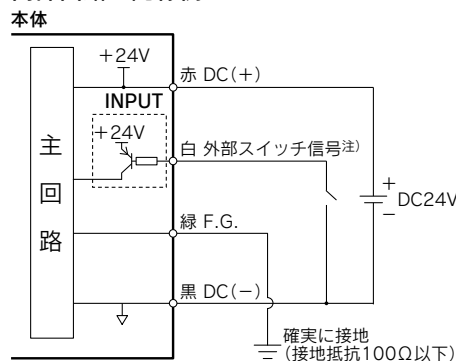 本体
+24V
赤 DC(+)
INPUT
+24V
白 外部スイッチ信号注)
主回路
+
DC24V
−
緑 F.G.
黒 DC(−)
確実に接地
(接地抵抗100Ω以下)